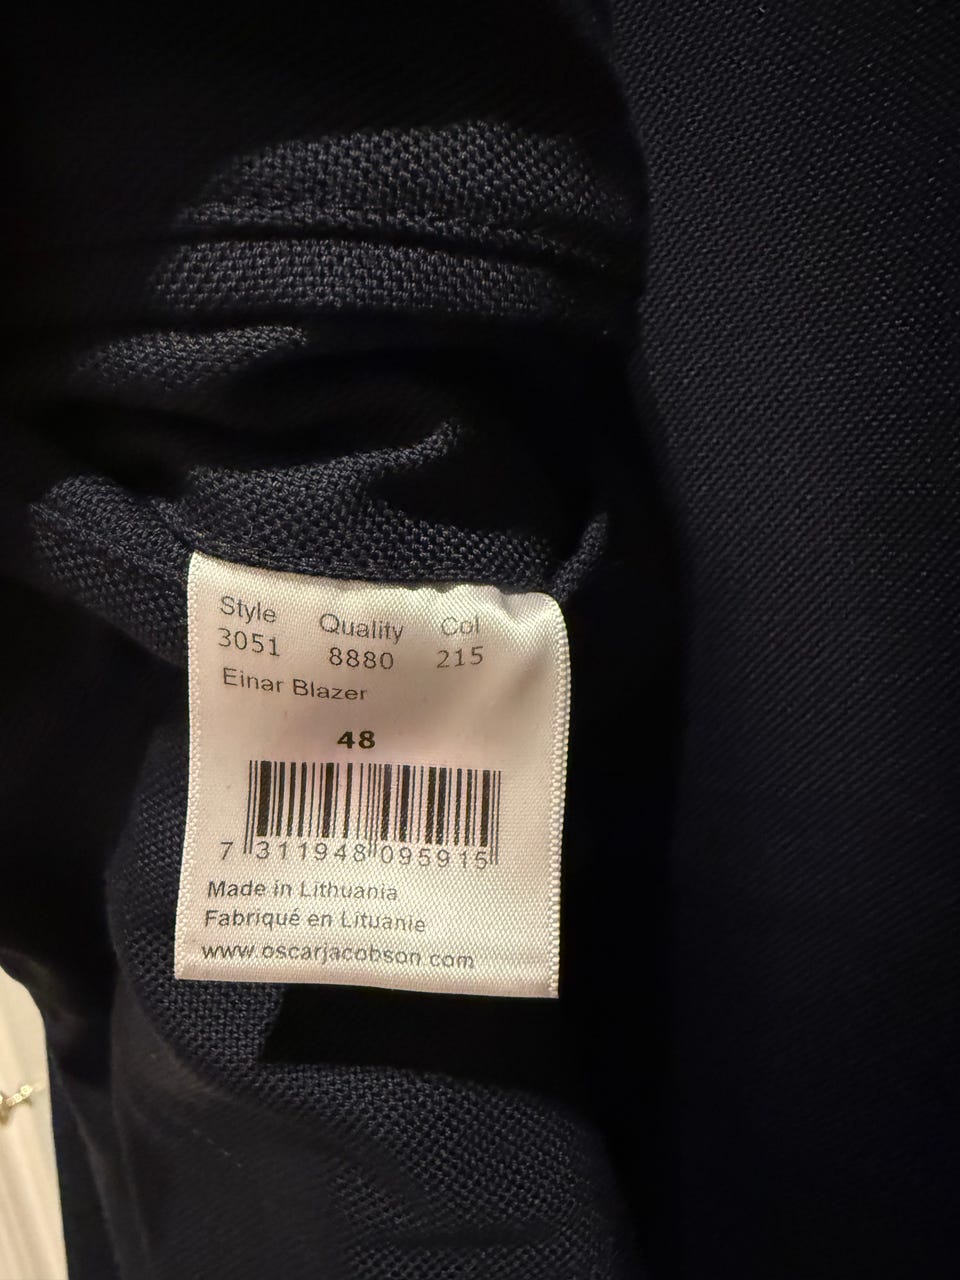 Style Quality Col
3051 8880 215
Einar Blazer
48
7 311948 095915
Made in Lithuania
Fabriqué en Lituanie
www.oscarjacobson.com